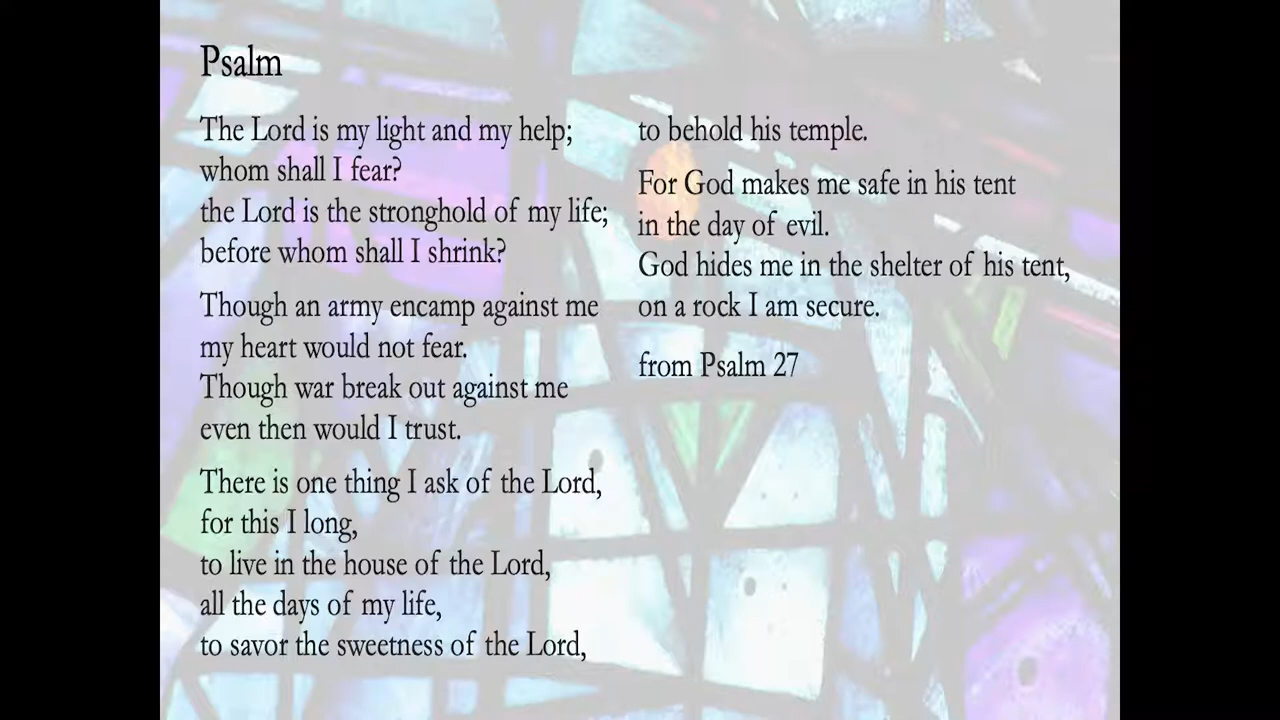 Psalm
The Lord is my light and my help;
whom shall I fear?
the Lord is the stronghold of my life;
before whom shall I shrink?
Though an army encamp against me
my heart would not fear.
Though war break out against me
even then would I trust.
There is one thing I ask of the Lord,
for this I long,
to live in the house of the Lord,
all the days of my life,
to savor the sweetness of the Lord,
to behold his temple.
For God makes me safe in his tent
in the day of evil.
God hides me in the shelter of his tent,
on a rock I am secure.
from Psalm 27